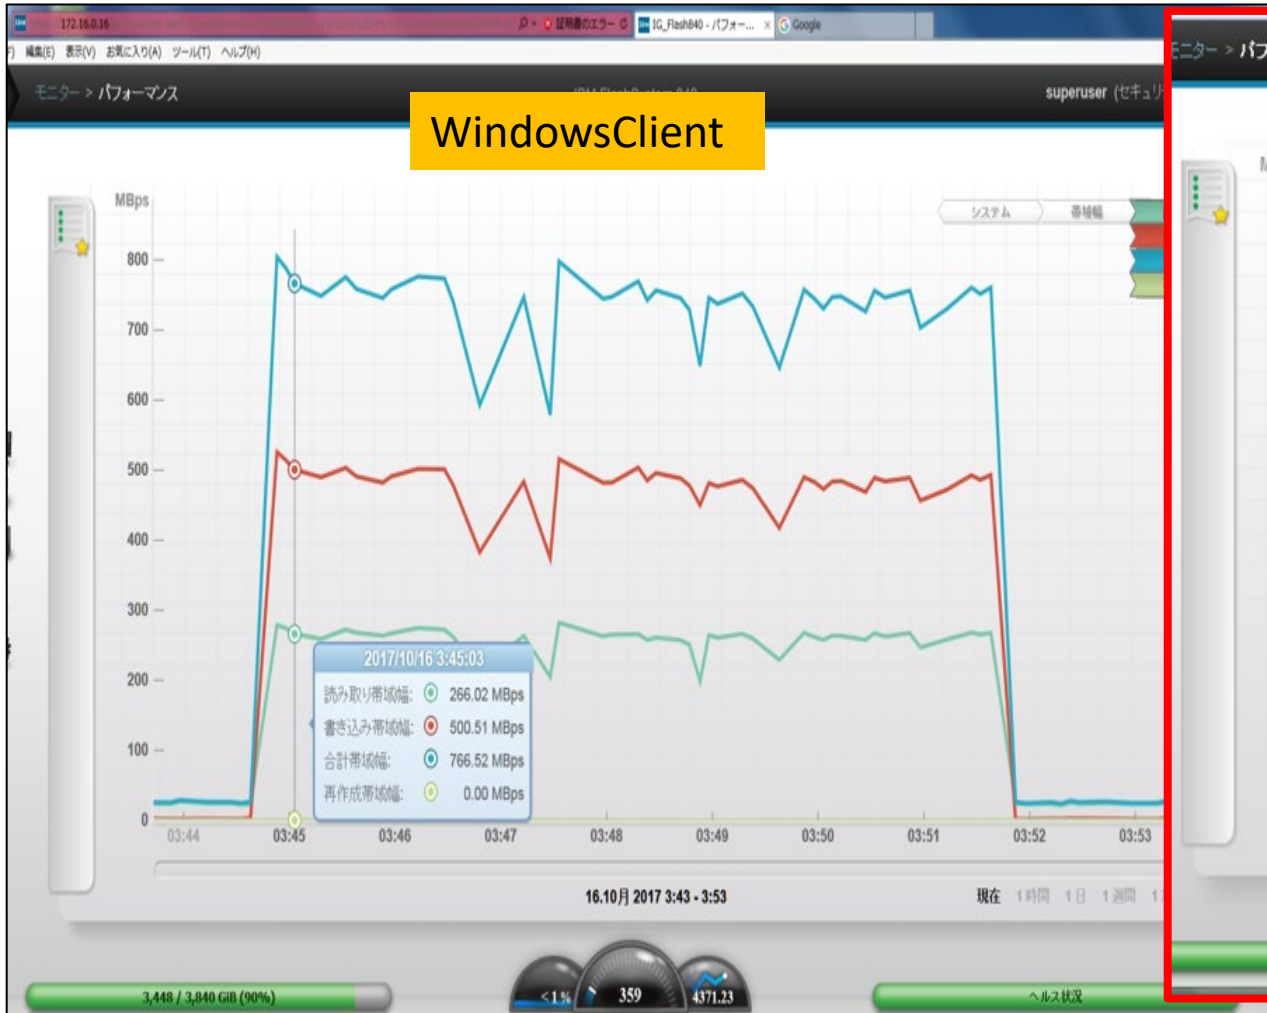 172.16.0.16
証明書のエラー
IG_Flash840 - パフォー...
Google
編集(E) 表示(V) お気に入り(A) ツール(T) ヘルプ(H)
モニター > パフォーマンス
superuser (セキュリ
モニター > パフ
WindowsClient
MBps
システム
帯域幅
800
700
600
500
400
300
200
100
0
2017/10/16 3:45:03
読み取り帯域幅: 266.02 MBps
書き込み帯域幅: 500.51 MBps
合計帯域幅: 766.52 MBps
再作成帯域幅: 0.00 MBps
03:44 03:45 03:46 03:47 03:48 03:49 03:50 03:51 03:52 03:53
16.10月 2017 3:43 - 3:53
現在 1時間 1日 1週間
3,448 / 3,840 GiB (90%)
<1%
359
4371.23
ヘルス状況